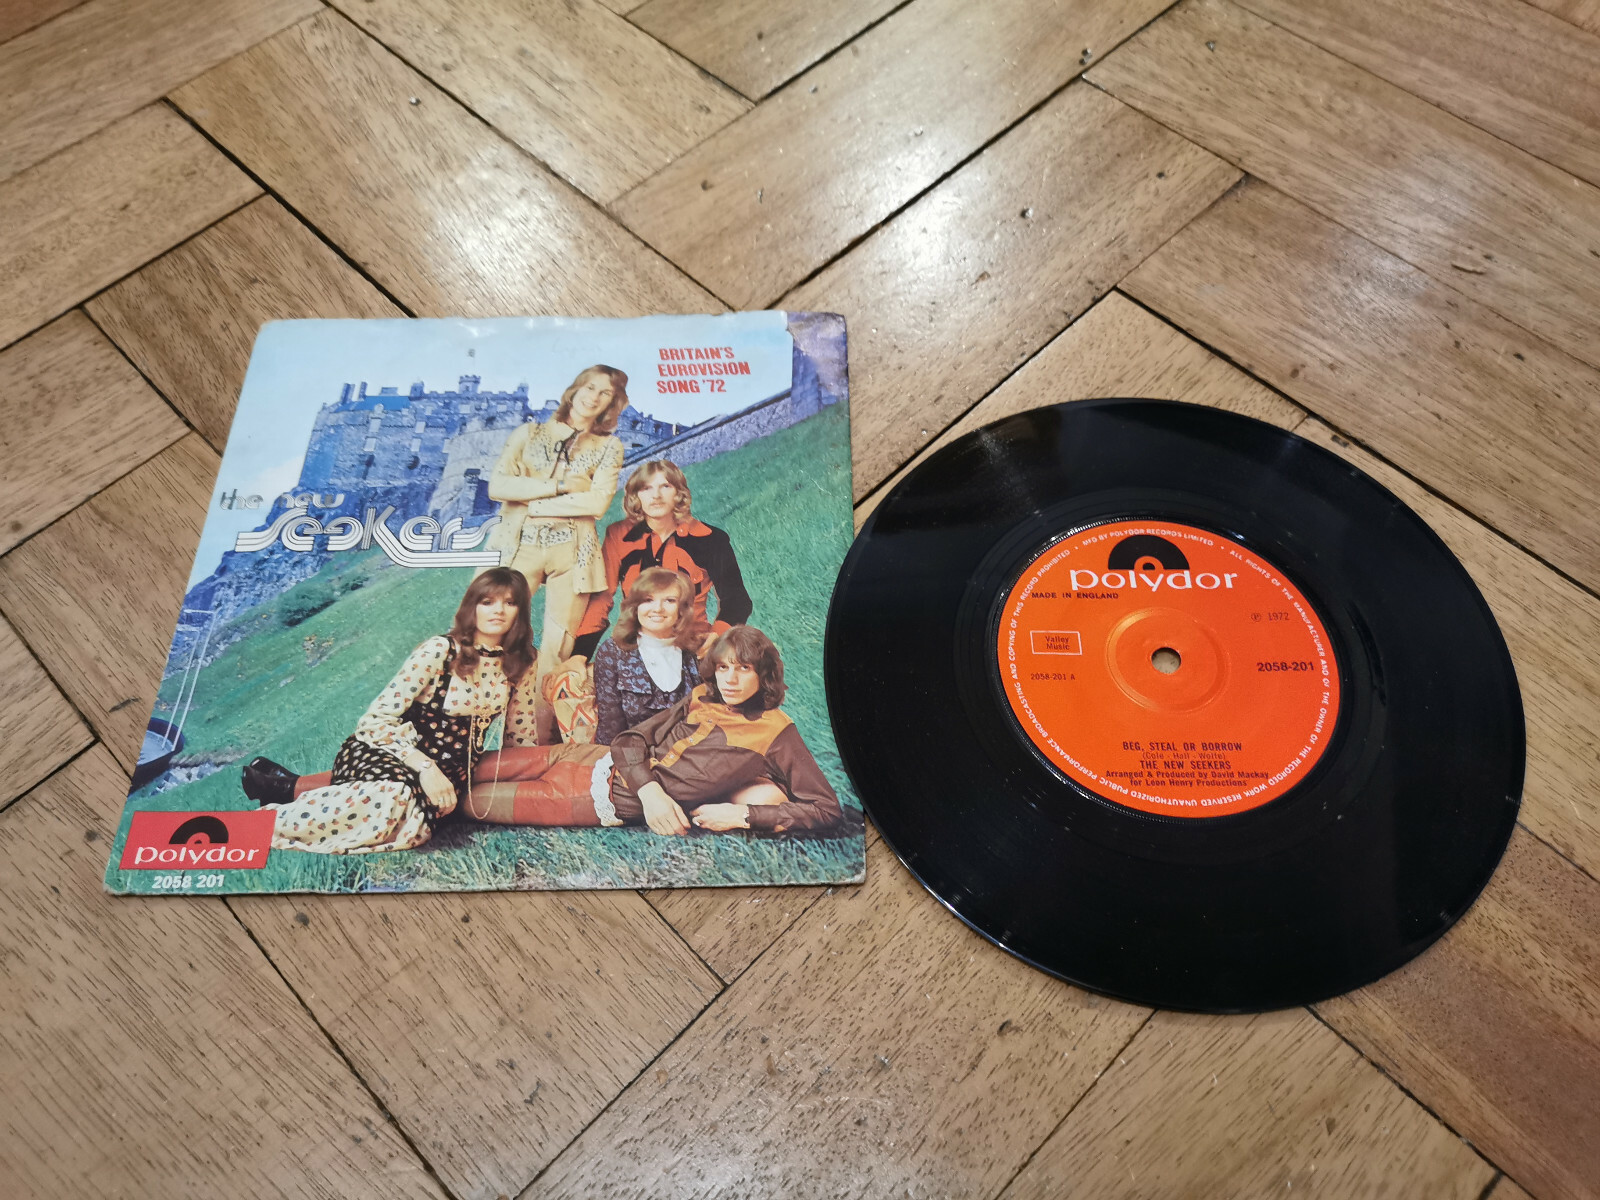 BRITAIN'S
EUROVISION
SONG '72
the new
seekers
polydor
2058 201
MFD BY POLYDOR RECORDS LIMITED • ALL RIGHTS OF THE MANUFACTURER AND OF THE OWNER OF THE RECORDED WORK RESERVED UNAUTHORIZED PUBLIC PERFORMANCE BROADCASTING AND COPYING OF THIS RECORD PROHIBITED •
polydor
MADE IN ENGLAND
℗ 1972
Valley
Music
2058-201
2058-201 A
BEG, STEAL OR BORROW
(Cole - Hall - Wolfe)
THE NEW SEEKERS
Arranged & Produced by David Mackay
for Leon Henry Productions